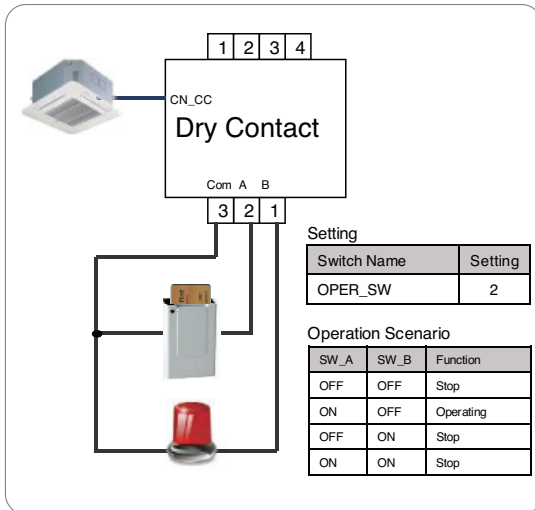 1 2 3 4
CN_CC
Dry Contact
Com A B
3 2 1
Setting
Switch Name Setting
OPER_SW 2
Operation Scenario
SW_A SW_B Function
OFF OFF Stop
ON OFF Operating
OFF ON Stop
ON ON Stop